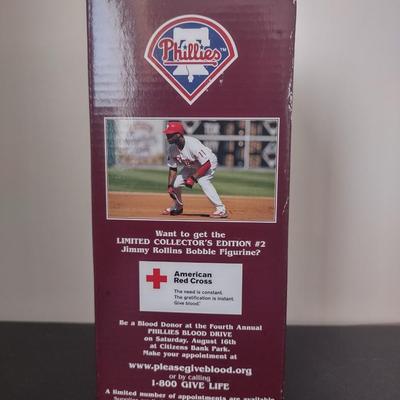 Phillies
Want to get the
LIMITED COLLECTOR'S EDITION #2
Jimmy Rollins Bobble Figurine?
American
Red Cross
The need is constant.
The gratification is instant.
Give blood.
Be a Blood Donor at the Fourth Annual
PHILLIES BLOOD DRIVE
on Saturday, August 16th
at Citizens Bank Park.
Make your appointment at
www.pleasegiveblood.org
or by calling
1-800 GIVE LIFE
A limited number of appointments are available